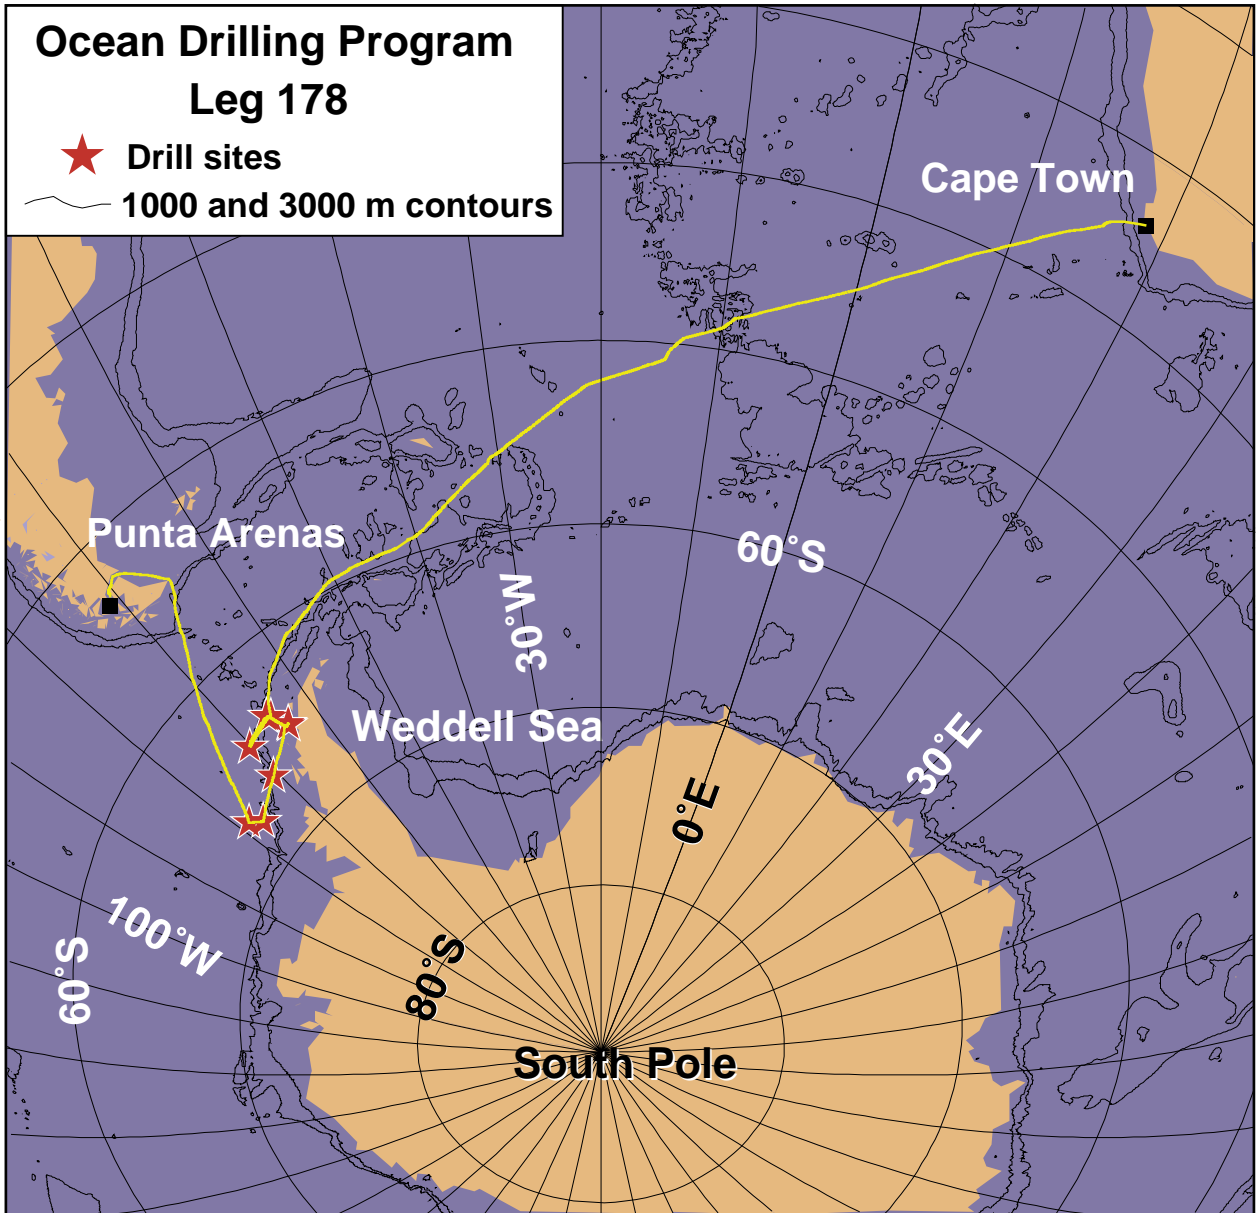 Ocean Drilling Program
Leg 178
Drill sites
1000 and 3000 m contours
Cape Town
Punta Arenas
60˚S
30˚W
Weddell Sea
30˚E
0˚E
100˚W
80˚S
60˚S
South Pole